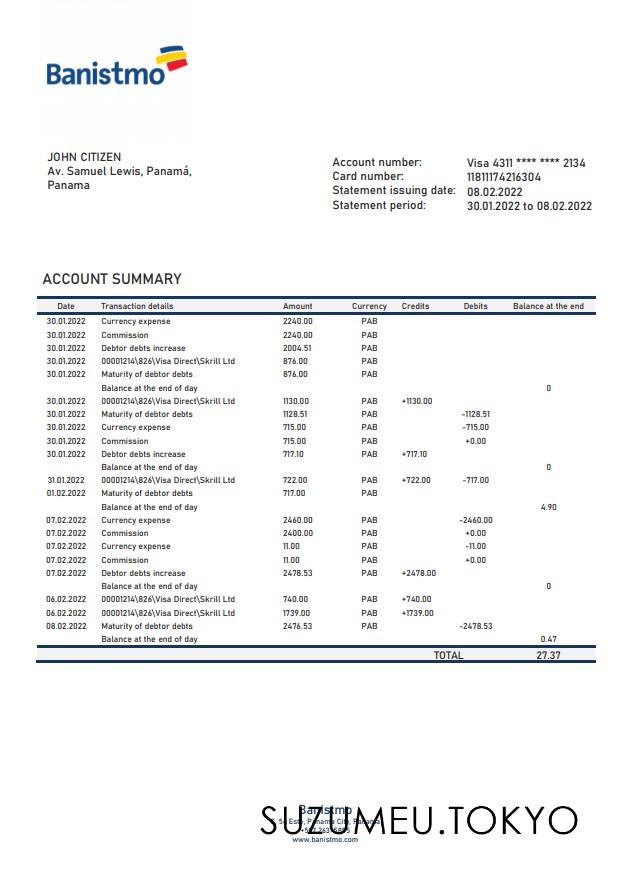 Banistmo
JOHN CITIZEN
Av. Samuel Lewis, Panamá,
Panama
Account number: Visa 4311 **** **** 2134
Card number: 11811174216304
Statement issuing date: 08.02.2022
Statement period: 30.01.2022 to 08.02.2022
ACCOUNT SUMMARY
Date Transaction details Amount Currency Credits Debits Balance at the end
30.01.2022 Currency expense 2240.00 PAB
30.01.2022 Commission 2240.00 PAB
30.01.2022 Debtor debts increase 2004.51 PAB
30.01.2022 00001214\826\Visa Direct\Skrill Ltd 876.00 PAB
30.01.2022 Maturity of debtor debts 876.00 PAB
Balance at the end of day 0
30.01.2022 00001214\826\Visa Direct\Skrill Ltd 1130.00 PAB +1130.00
30.01.2022 Maturity of debtor debts 1128.51 PAB -1128.51
30.01.2022 Currency expense 715.00 PAB -715.00
30.01.2022 Commission 715.00 PAB +0.00
30.01.2022 Debtor debts increase 717.10 PAB +717.10
Balance at the end of day 0
31.01.2022 00001214\826\Visa Direct\Skrill Ltd 722.00 PAB +722.00 -717.00
01.02.2022 Maturity of debtor debts 717.00 PAB
Balance at the end of day 4.90
07.02.2022 Currency expense 2460.00 PAB -2460.00
07.02.2022 Commission 2400.00 PAB +0.00
07.02.2022 Currency expense 11.00 PAB -11.00
07.02.2022 Commission 11.00 PAB +0.00
07.02.2022 Debtor debts increase 2478.53 PAB +2478.00
Balance at the end of day 0
06.02.2022 00001214\826\Visa Direct\Skrill Ltd 740.00 PAB +740.00
06.02.2022 00001214\826\Visa Direct\Skrill Ltd 1739.00 PAB +1739.00
08.02.2022 Maturity of debtor debts 2476.53 PAB -2478.53
Balance at the end of day 0.47
TOTAL 27.37
Banistmo
SUZUMEU.TOKYO
www.banistmo.com